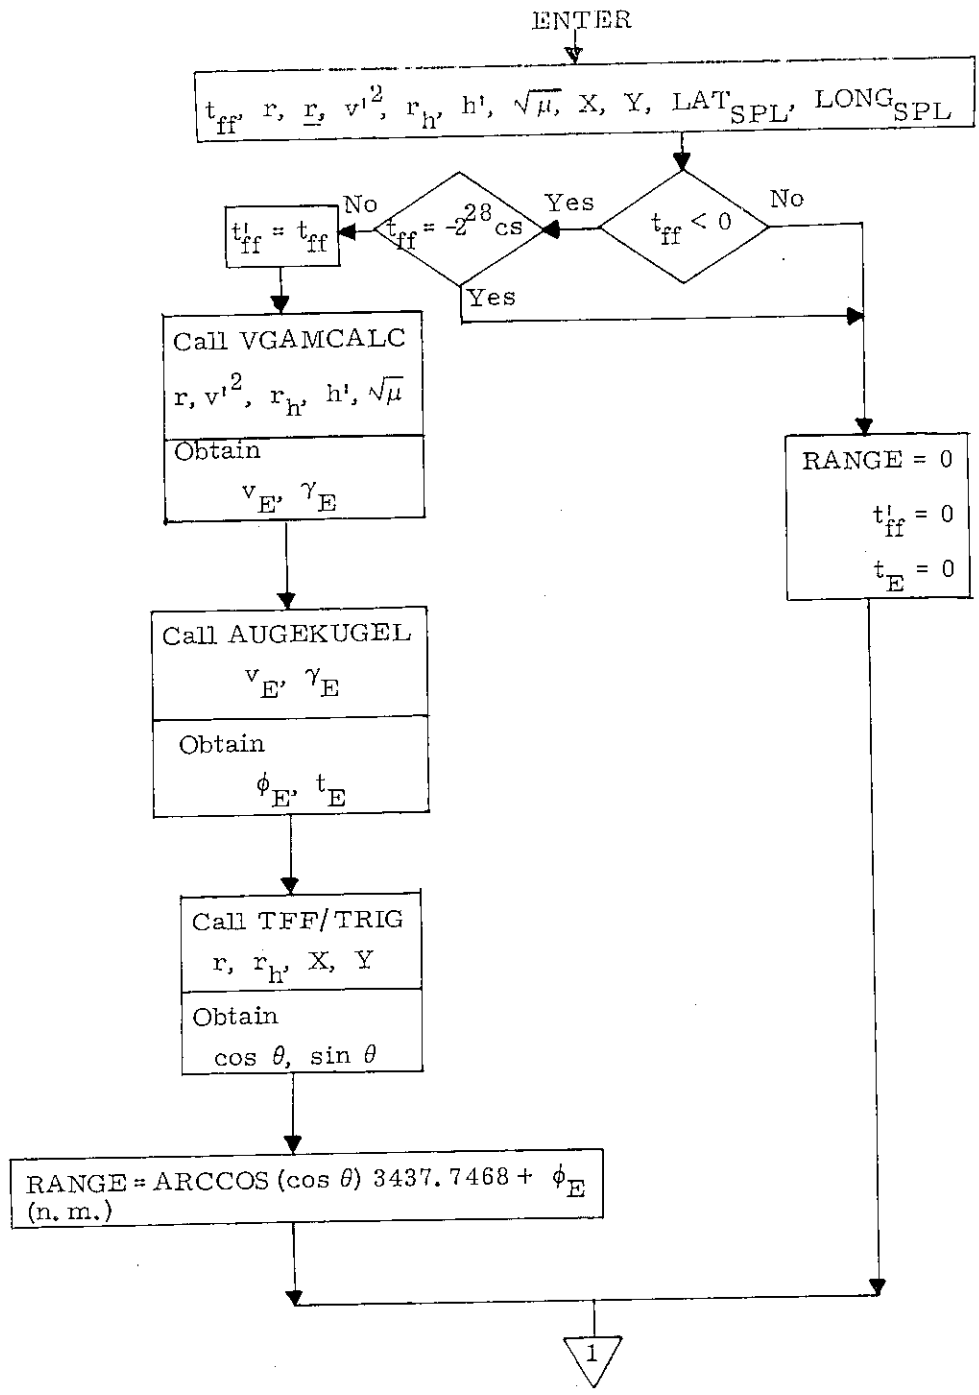 ENTER
t_ff, r, r, v'^2, r_h, h', √μ, X, Y, LAT_SPL, LONG_SPL
t_ff < 0
Yes
No
t_ff = -2^28 cs
No
Yes
t'_ff = t_ff
Call VGAMCALC
r, v'^2, r_h, h', √μ
Obtain
v_E, γ_E
RANGE = 0
t'_ff = 0
t_E = 0
Call AUGEKUGEL
v_E, γ_E
Obtain
ϕ_E, t_E
Call TFF/TRIG
r, r_h, X, Y
Obtain
cos θ, sin θ
RANGE = ARCCOS (cos θ) 3437.7468 + ϕ_E
(n. m.)
1